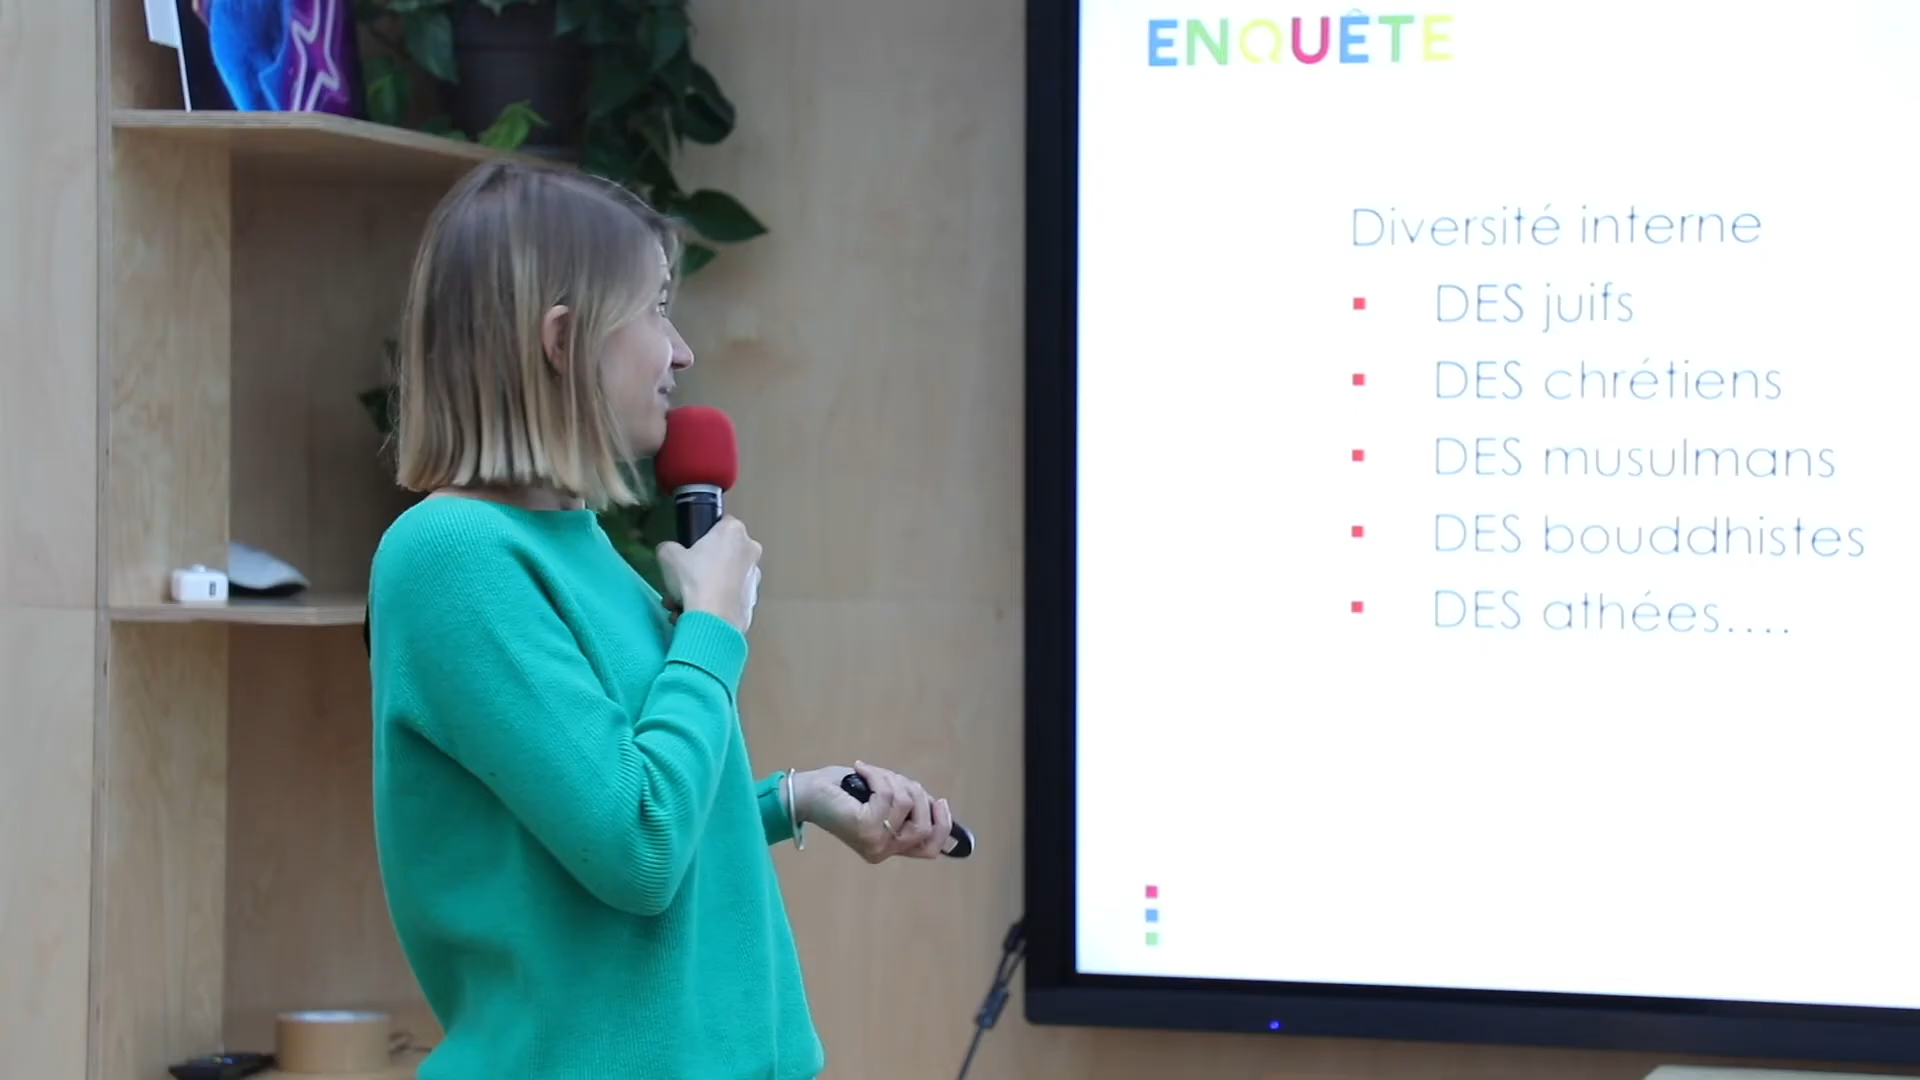 ENQUÊTE
Diversité interne
▪ DES juifs
▪ DES chrétiens
▪ DES musulmans
▪ DES bouddhistes
▪ DES athées....